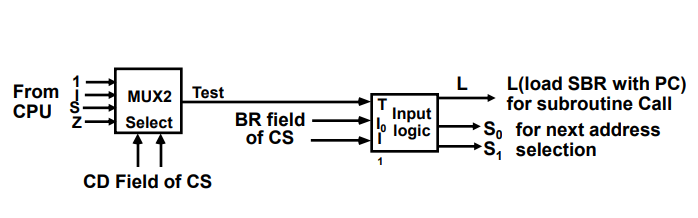 From
CPU
1
I
S
Z
MUX2
Select
Test
CD Field of CS
BR field
of CS
T
I0
I
1
Input
logic
L
L(load SBR with PC)
for subroutine Call
S0
S1
for next address
selection